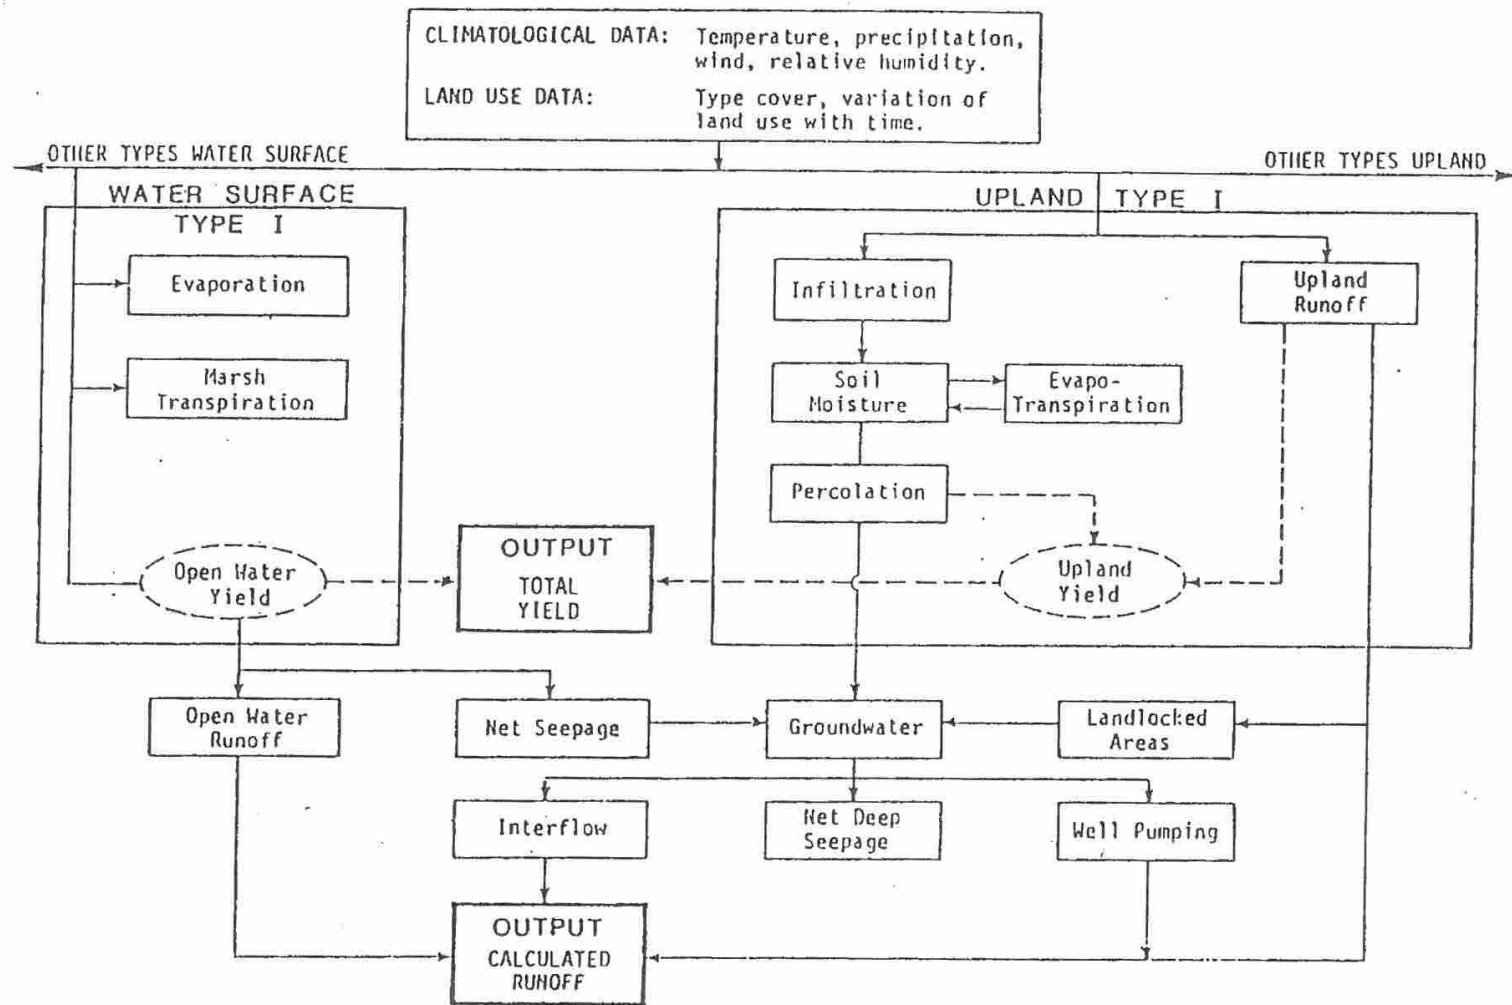 CLIMATOLOGICAL DATA: Temperature, precipitation,
wind, relative humidity.
LAND USE DATA: Type cover, variation of
land use with time.
OTHER TYPES WATER SURFACE
OTHER TYPES UPLAND
WATER SURFACE
TYPE I
UPLAND TYPE I
Evaporation
Infiltration
Upland
Runoff
Marsh
Transpiration
Soil
Moisture
Evapo-
Transpiration
Percolation
Open Water
Yield
OUTPUT
TOTAL
YIELD
Upland
Yield
Open Water
Runoff
Net Seepage
Groundwater
Landlocked
Areas
Interflow
Net Deep
Seepage
Well Pumping
OUTPUT
CALCULATED
RUNOFF